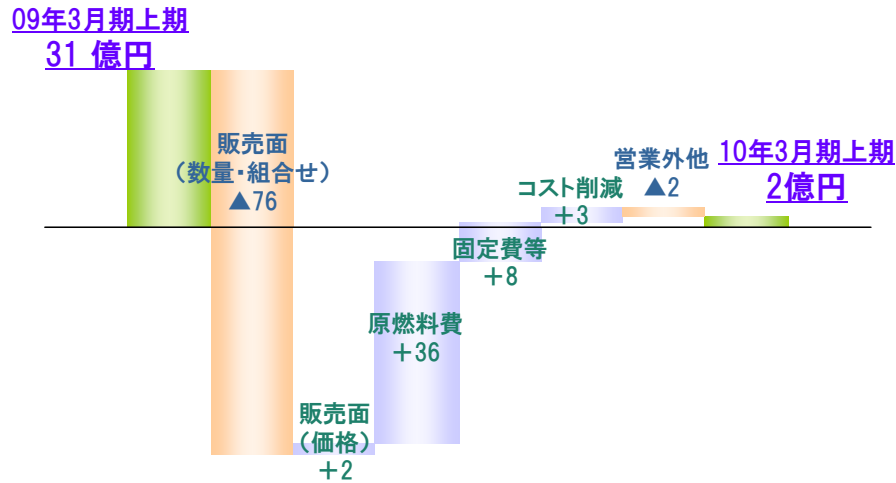 09年3月期上期
31 億円
販売面
（数量・組合せ）
▲76
販売面
（価格）
＋2
原燃料費
＋36
固定費等
＋8
コスト削減
＋3
営業外他
▲2
10年3月期上期
2億円